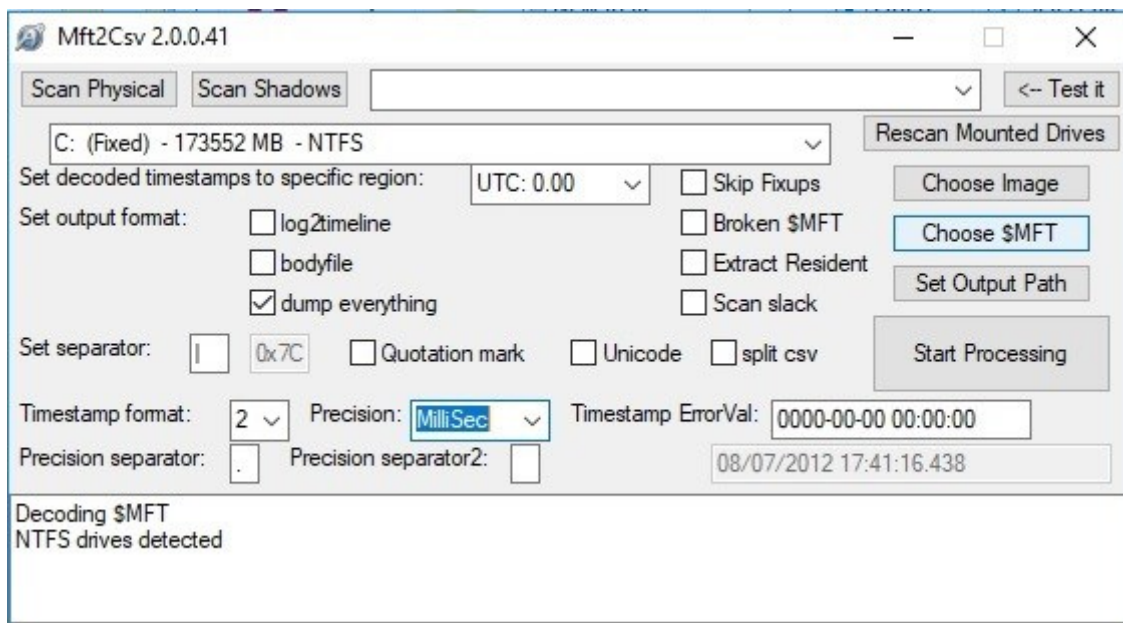 Mft2Csv 2.0.0.41
Scan Physical Scan Shadows <-- Test it
C: (Fixed) - 173552 MB - NTFS Rescan Mounted Drives
Set decoded timestamps to specific region: UTC: 0.00 Skip Fixups Choose Image
Set output format: log2timeline Broken $MFT Choose $MFT
bodyfile Extract Resident Set Output Path
dump everything Scan slack
Set separator: | 0x7C Quotation mark Unicode split csv Start Processing
Timestamp format: 2 Precision: MilliSec Timestamp ErrorVal: 0000-00-00 00:00:00
Precision separator: . Precision separator2: 08/07/2012 17:41:16.438
Decoding $MFT
NTFS drives detected